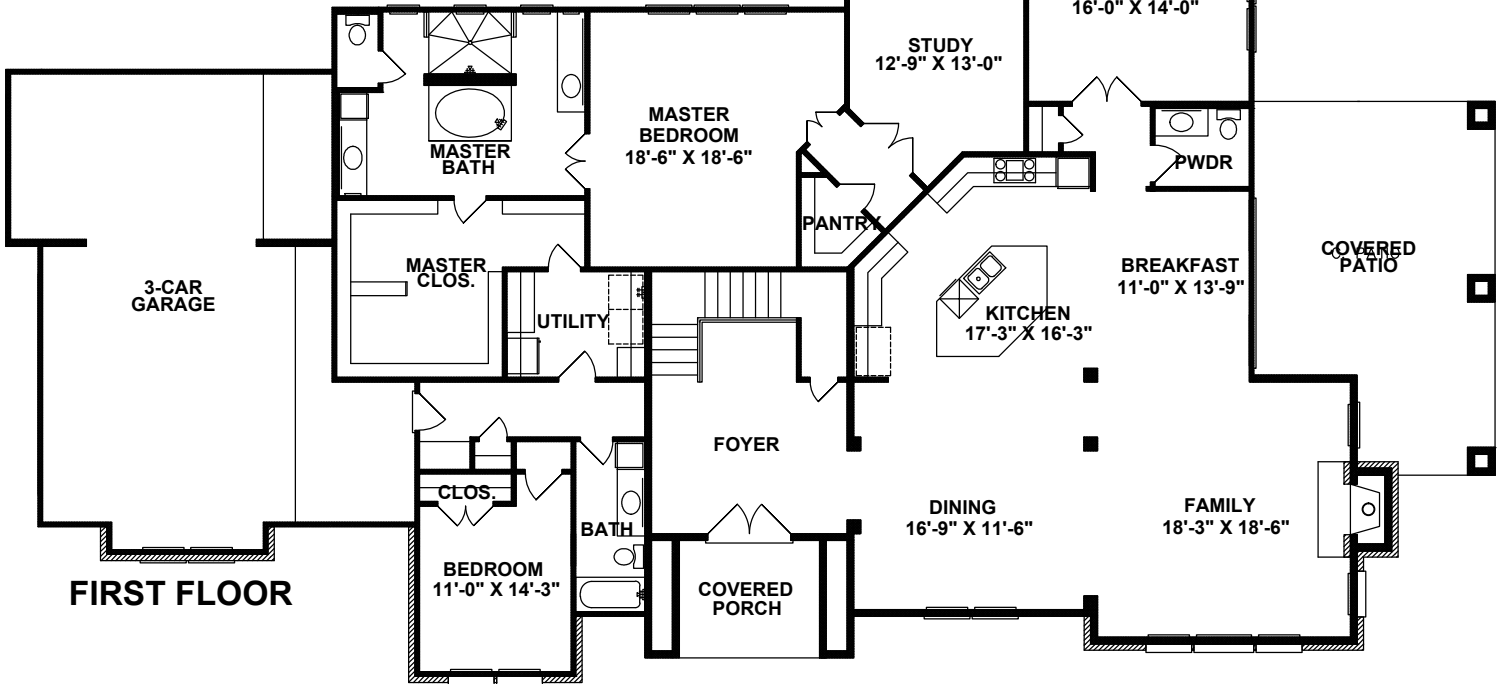 16'-0" X 14'-0"
STUDY
12'-9" X 13'-0"
MASTER
BEDROOM
18'-6" X 18'-6"
MASTER
BATH
PWDR
PANTRY
COVERED
PATIO
BREAKFAST
11'-0" X 13'-9"
MASTER
CLOS.
3-CAR
GARAGE
UTILITY
KITCHEN
17'-3" X 16'-3"
FOYER
CLOS.
BATH
DINING
16'-9" X 11'-6"
FAMILY
18'-3" X 18'-6"
BEDROOM
11'-0" X 14'-3"
COVERED
PORCH
FIRST FLOOR